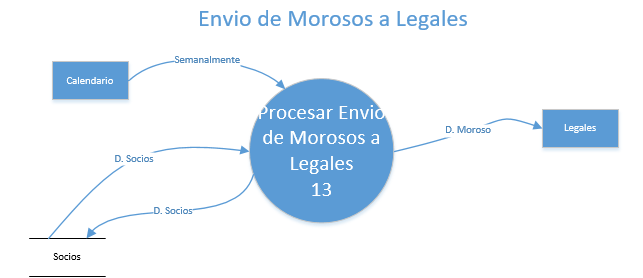 Envio de Morosos a Legales
Semanalmente
Calendario
Procesar Envio
de Morosos a
Legales
13
D. Moroso
Legales
D. Socios
D. Socios
Socios